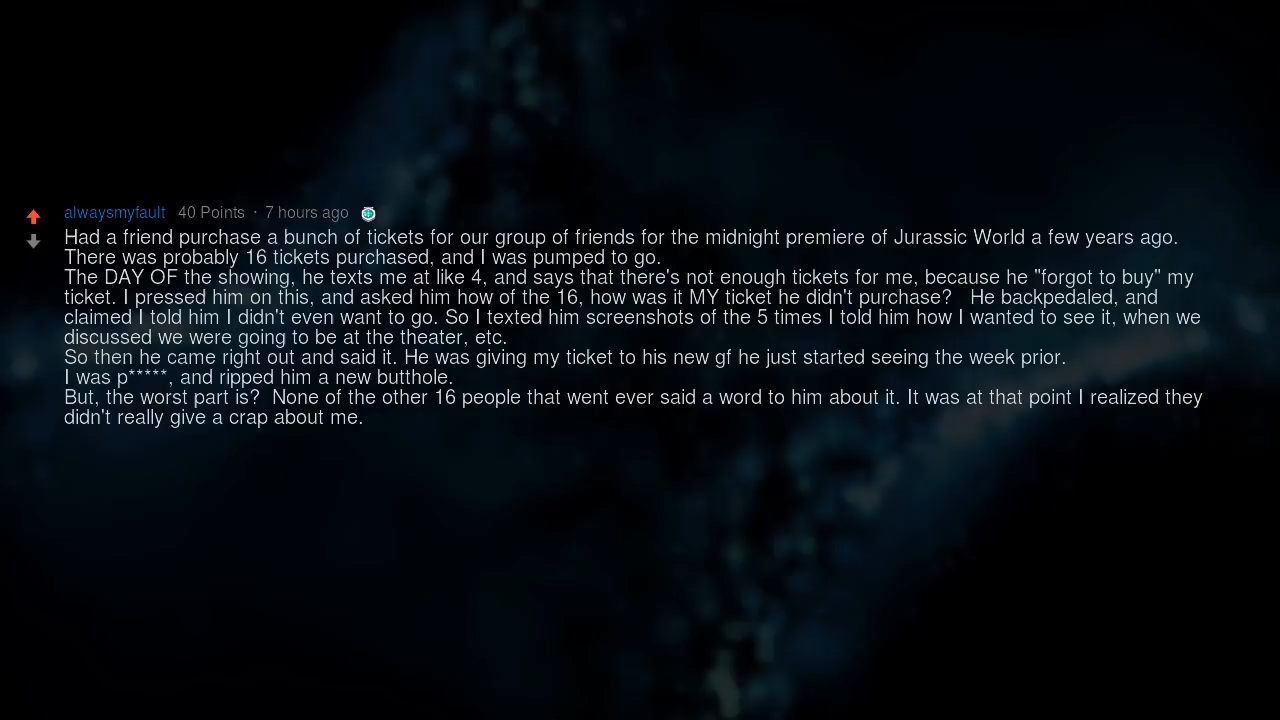 alwaysmyfault 40 Points · 7 hours ago
Had a friend purchase a bunch of tickets for our group of friends for the midnight premiere of Jurassic World a few years ago.
There was probably 16 tickets purchased, and I was pumped to go.
The DAY OF the showing, he texts me at like 4, and says that there's not enough tickets for me, because he "forgot to buy" my
ticket. I pressed him on this, and asked him how of the 16, how was it MY ticket he didn't purchase?   He backpedaled, and
claimed I told him I didn't even want to go. So I texted him screenshots of the 5 times I told him how I wanted to see it, when we
discussed we were going to be at the theater, etc.
So then he came right out and said it. He was giving my ticket to his new gf he just started seeing the week prior.
I was p*****, and ripped him a new butthole.
But, the worst part is?  None of the other 16 people that went ever said a word to him about it. It was at that point I realized they
didn't really give a crap about me.